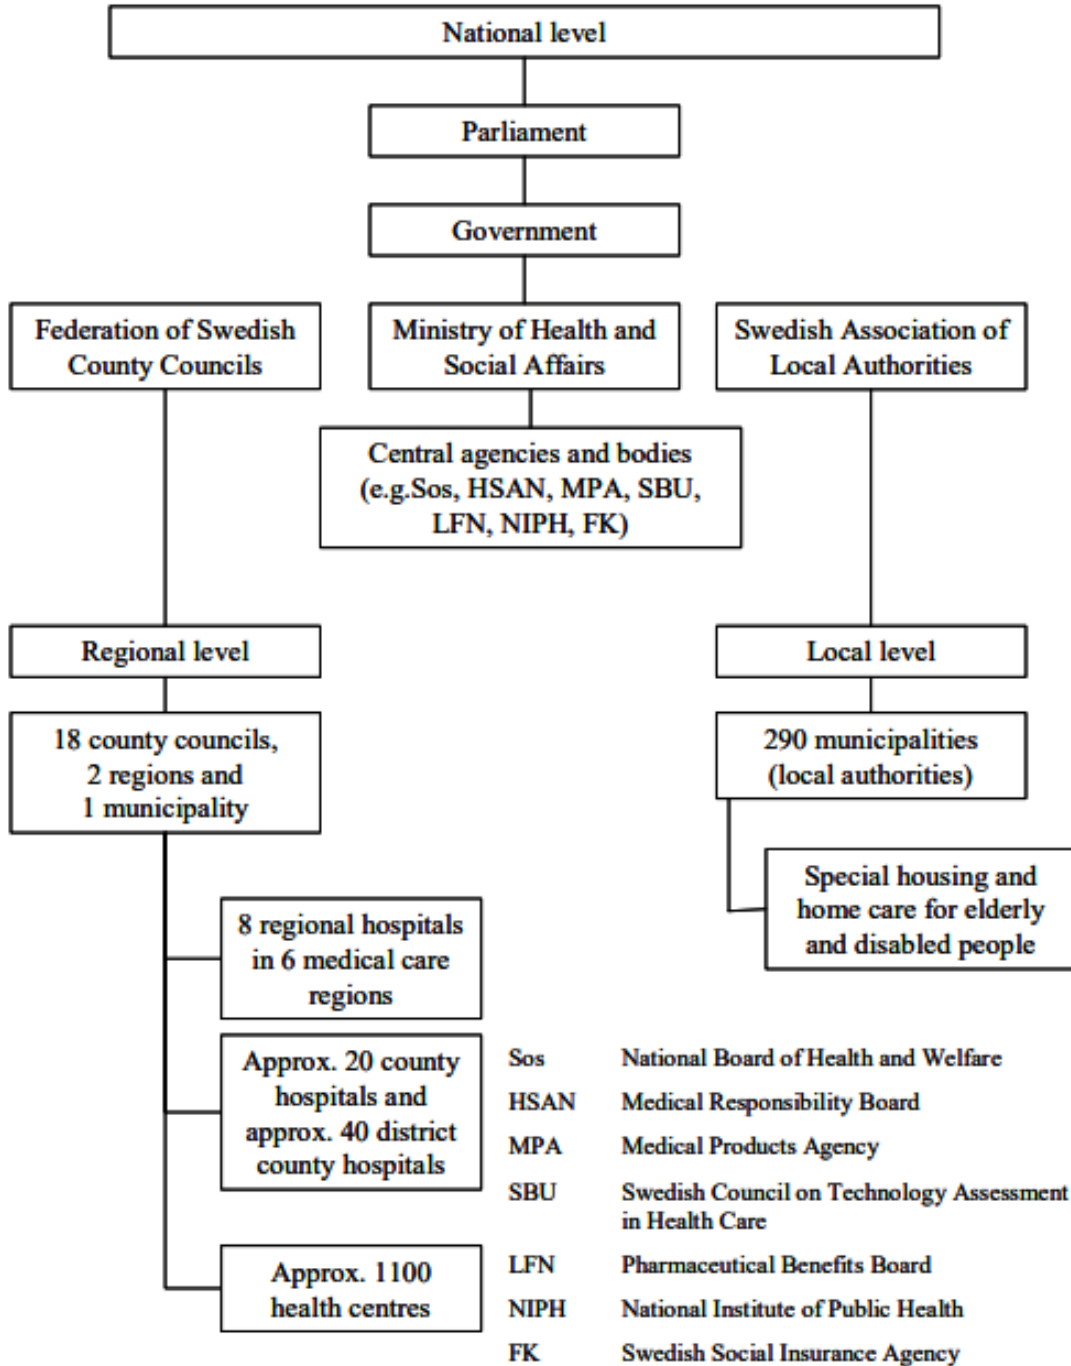 National level
Parliament
Government
Federation of Swedish
County Councils
Ministry of Health and
Social Affairs
Swedish Association of
Local Authorities
Central agencies and bodies
(e.g.Sos, HSAN, MPA, SBU,
LFN, NIPH, FK)
Regional level
Local level
18 county councils,
2 regions and
1 municipality
290 municipalities
(local authorities)
Special housing and
home care for elderly
and disabled people
8 regional hospitals
in 6 medical care
regions
Approx. 20 county
hospitals and
approx. 40 district
county hospitals
Approx. 1100
health centres
Sos National Board of Health and Welfare
HSAN Medical Responsibility Board
MPA Medical Products Agency
SBU Swedish Council on Technology Assessment
in Health Care
LFN Pharmaceutical Benefits Board
NIPH National Institute of Public Health
FK Swedish Social Insurance Agency